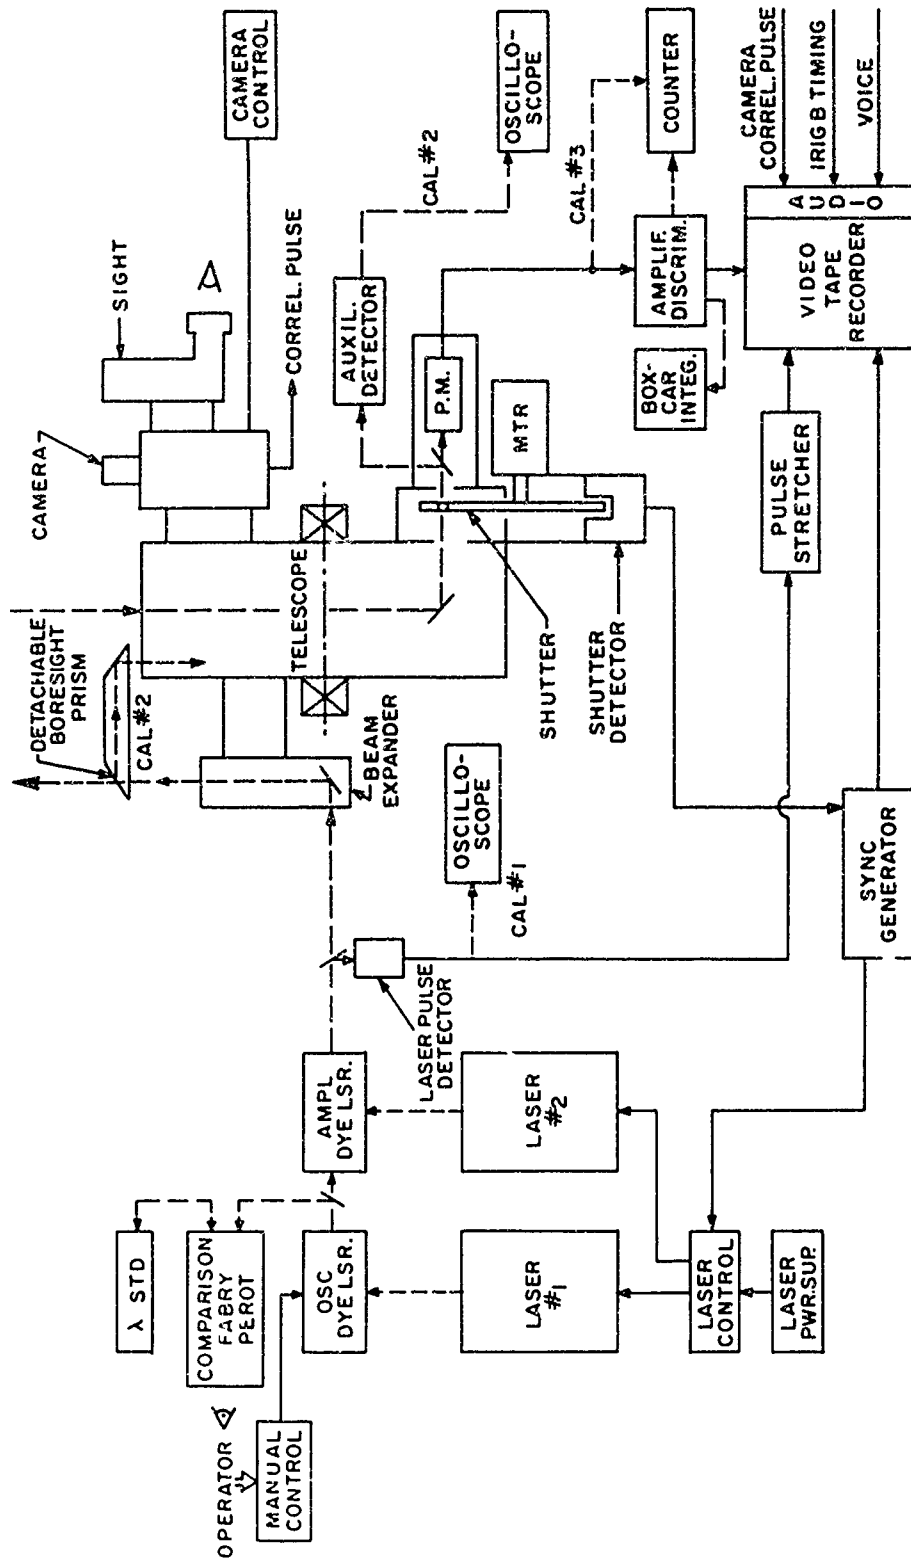 OPERATOR
MANUAL
CONTROL
λ STD
COMPARISON
FABRY
PEROT
OSC
DYE LSR.
AMPL
DYE LSR.
LASER
#1
LASER
#2
LASER
CONTROL
LASER
PWR.SUP.
LASER PULSE
DETECTOR
OSCILLO-
SCOPE
CAL #1
DETACHABLE
BORESIGHT
PRISM
CAL #2
BEAM
EXPANDER
TELESCOPE
CAMERA
SIGHT
CAMERA
CONTROL
CORREL. PULSE
AUXIL.
DETECTOR
CAL #2
OSCILLO-
SCOPE
P.M.
MTR
SHUTTER
SHUTTER
DETECTOR
CAL #3
COUNTER
AMPLIF.
DISCRIM.
BOX-
CAR
INTEG.
PULSE
STRETCHER
SYNC
GENERATOR
VIDEO
TAPE
RECORDER
AUDIO
CAMERA
CORREL. PULSE
IRIG B TIMING
VOICE